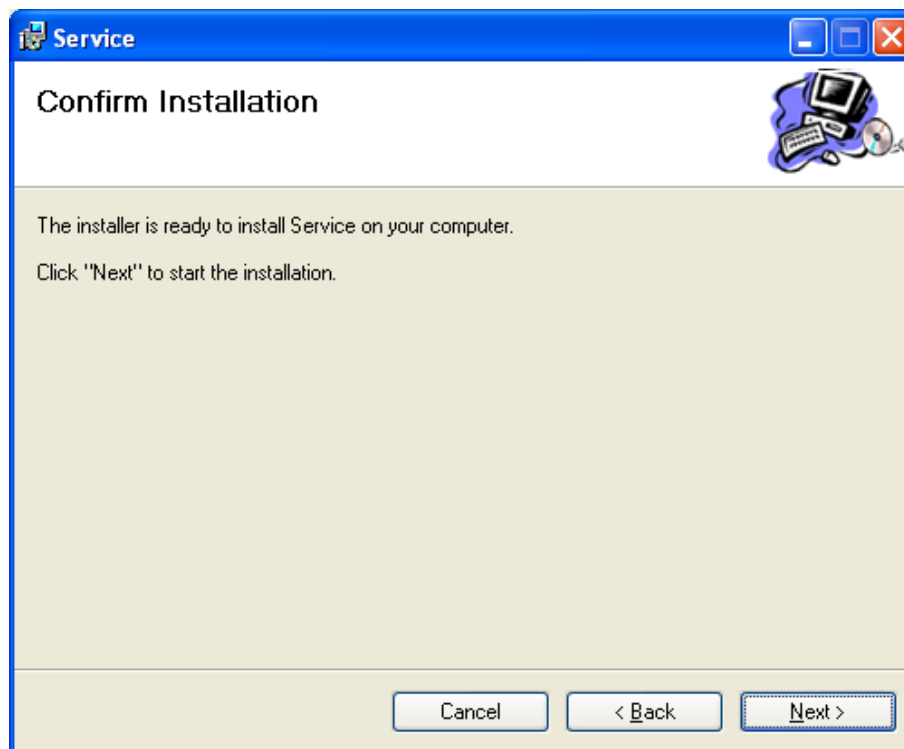 Service
Confirm Installation
The installer is ready to install Service on your computer.
Click "Next" to start the installation.
Cancel
< Back
Next >